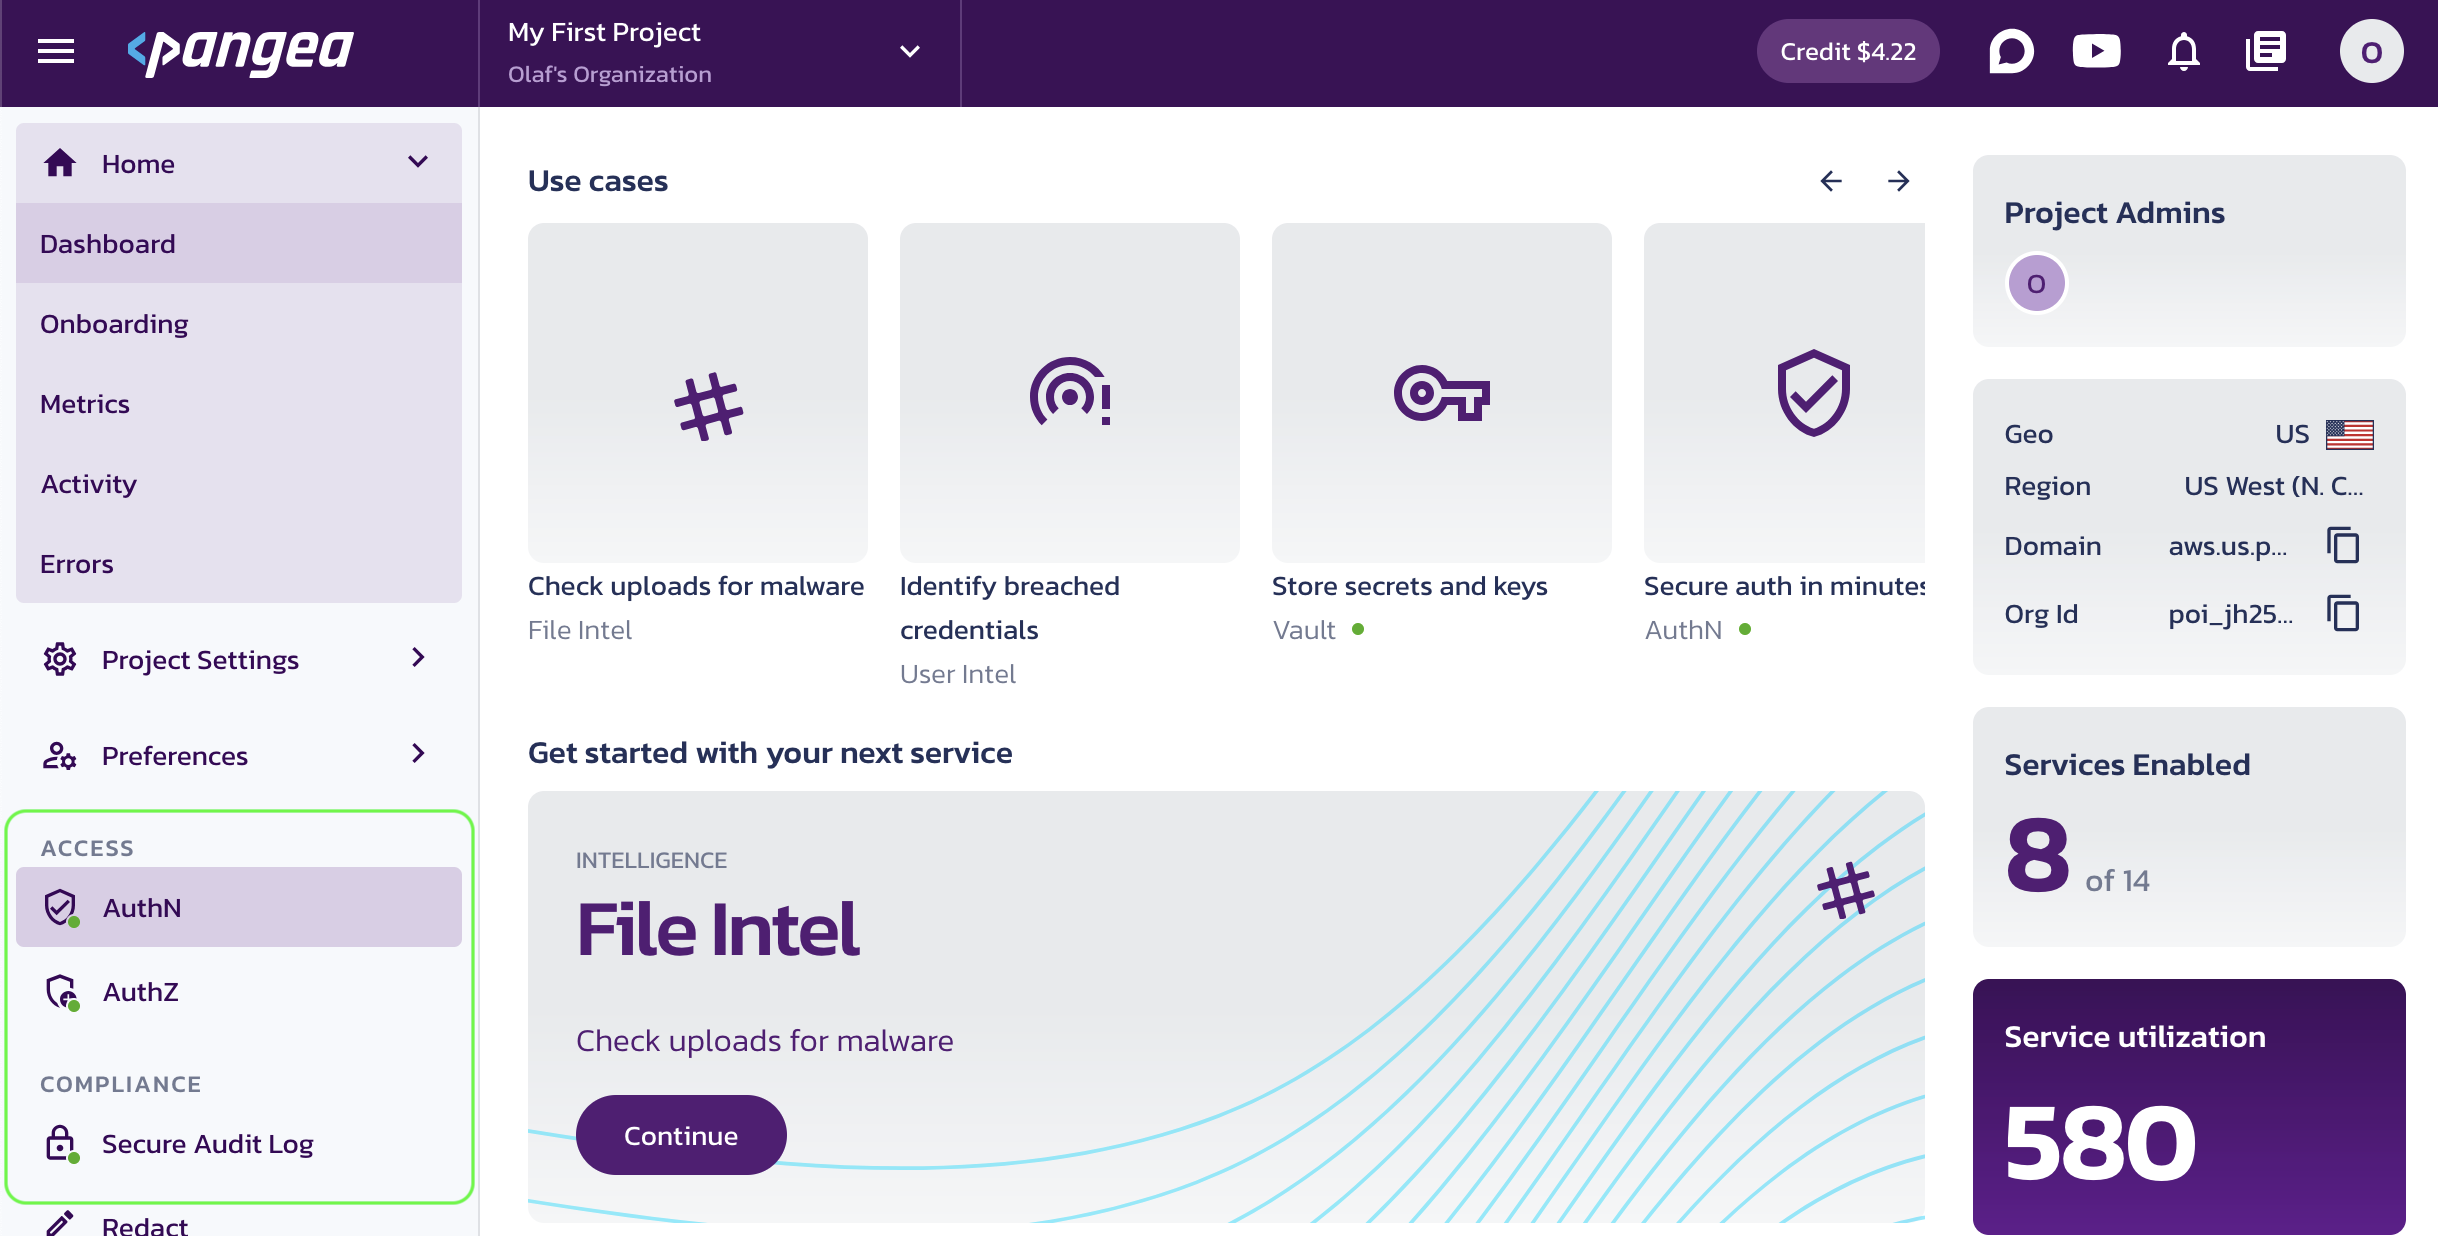 pangea
My First Project
Olaf's Organization
Credit $4.22
O
Home
Dashboard
Onboarding
Metrics
Activity
Errors
Project Settings
Preferences
ACCESS
AuthN
AuthZ
COMPLIANCE
Secure Audit Log
Redact
Use cases
Check uploads for malware
File Intel
Identify breached
credentials
User Intel
Store secrets and keys
Vault
Secure auth in minutes
AuthN
Get started with your next service
INTELLIGENCE
File Intel
Check uploads for malware
Continue
Project Admins
O
Geo US
Region US West (N. C...
Domain aws.us.p...
Org Id poi_jh25...
Services Enabled
8 of 14
Service utilization
580